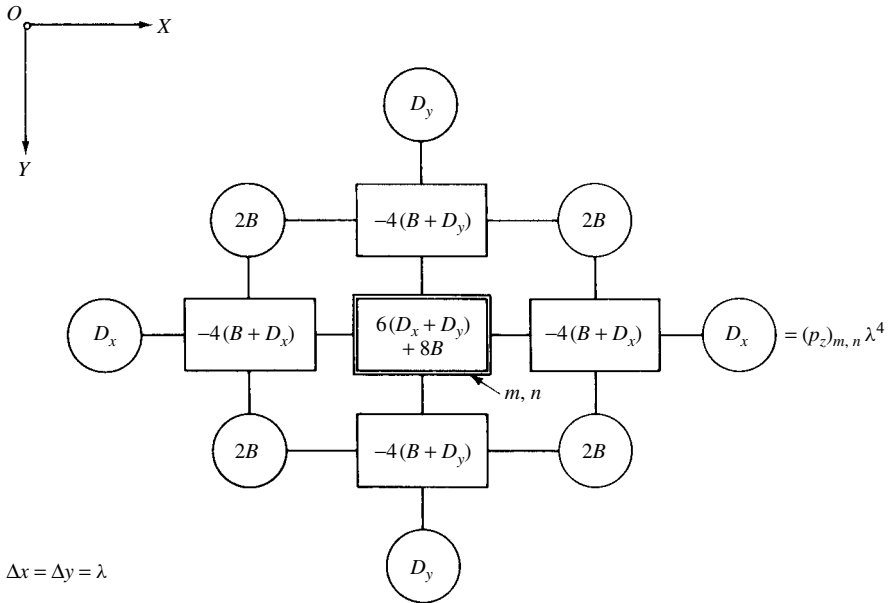 O
X
Y
D_y
2B
−4(B + D_y)
2B
D_x
−4(B + D_x)
6(D_x + D_y)
+ 8B
−4(B + D_x)
D_x
= (p_z)_{m, n} λ^4
m, n
2B
−4(B + D_y)
2B
D_y
Δx = Δy = λ